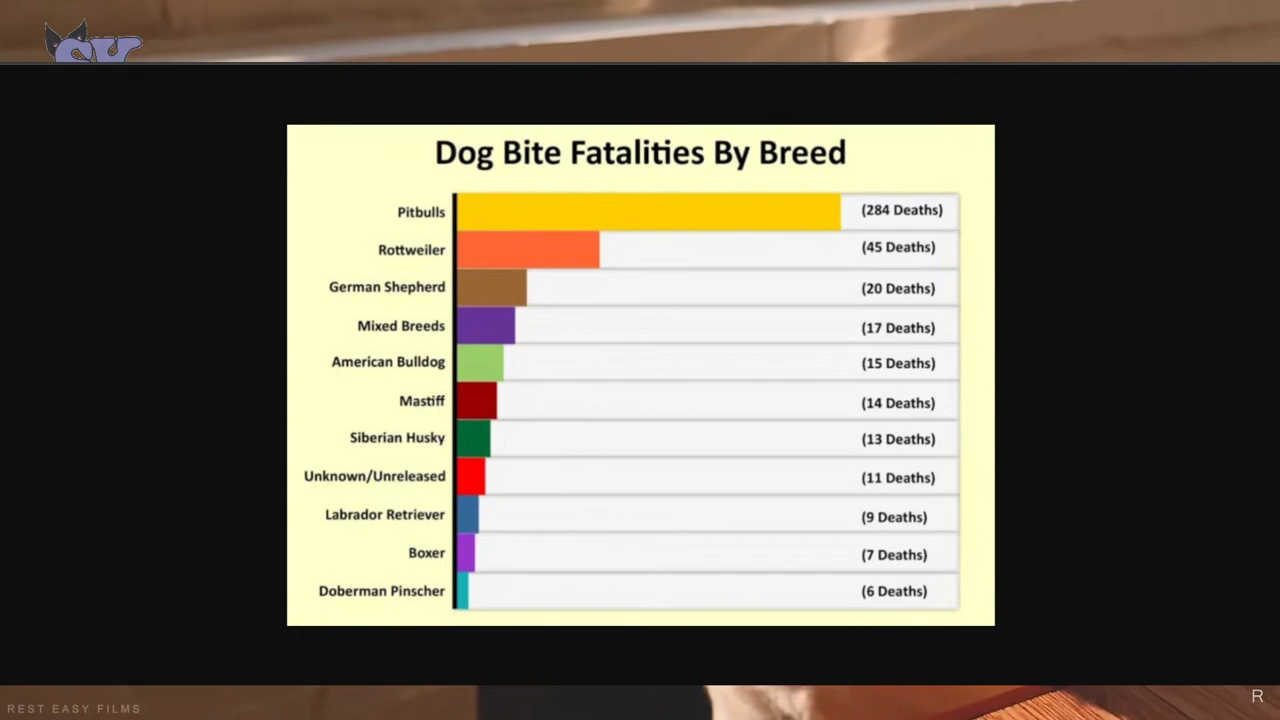 SV
Dog Bite Fatalities By Breed
Pitbulls (284 Deaths)
Rottweiler (45 Deaths)
German Shepherd (20 Deaths)
Mixed Breeds (17 Deaths)
American Bulldog (15 Deaths)
Mastiff (14 Deaths)
Siberian Husky (13 Deaths)
Unknown/Unreleased (11 Deaths)
Labrador Retriever (9 Deaths)
Boxer (7 Deaths)
Doberman Pinscher (6 Deaths)
R
REST EASY FILMS